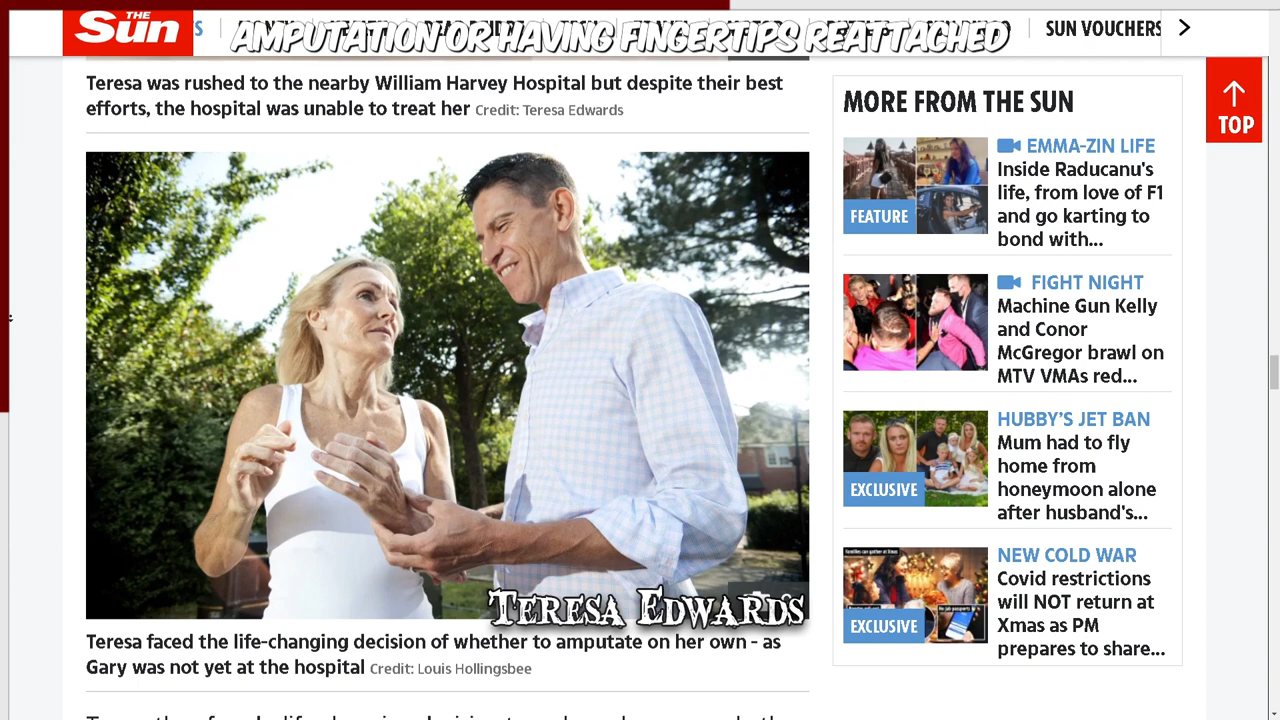 THE
Sun
AMPUTATION OR HAVING FINGERTIPS REATTACHED
SUN VOUCHERS
Teresa was rushed to the nearby William Harvey Hospital but despite their best
efforts, the hospital was unable to treat her Credit: Teresa Edwards
TERESA EDWARDS
Teresa faced the life-changing decision of whether to amputate on her own - as
Gary was not yet at the hospital Credit: Louis Hollingsbee
MORE FROM THE SUN
FEATURE
EMMA-ZIN LIFE
Inside Raducanu's
life, from love of F1
and go karting to
bond with...
FIGHT NIGHT
Machine Gun Kelly
and Conor
McGregor brawl on
MTV VMAs red...
EXCLUSIVE
HUBBY'S JET BAN
Mum had to fly
home from
honeymoon alone
after husband's...
EXCLUSIVE
NEW COLD WAR
Covid restrictions
will NOT return at
Xmas as PM
prepares to share...
TOP